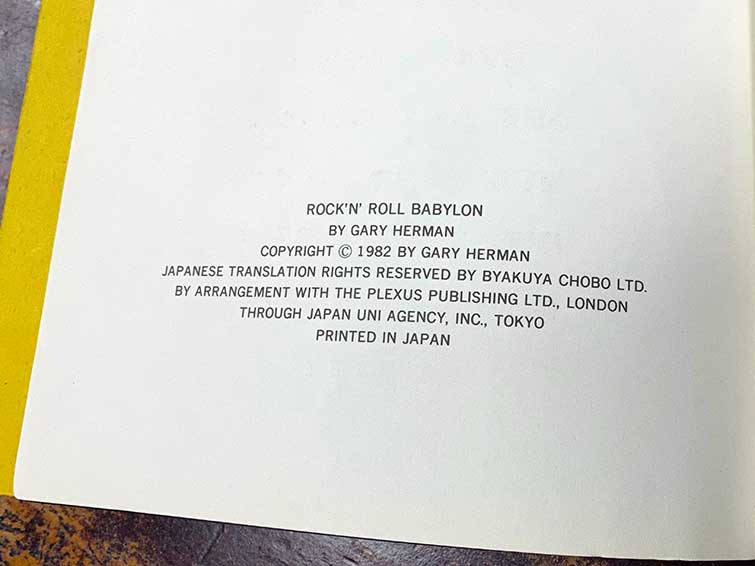 ROCK'N' ROLL BABYLON
BY GARY HERMAN
COPYRIGHT © 1982 BY GARY HERMAN
JAPANESE TRANSLATION RIGHTS RESERVED BY BYAKUYA CHOBO LTD.
BY ARRANGEMENT WITH THE PLEXUS PUBLISHING LTD., LONDON
THROUGH JAPAN UNI AGENCY, INC., TOKYO
PRINTED IN JAPAN